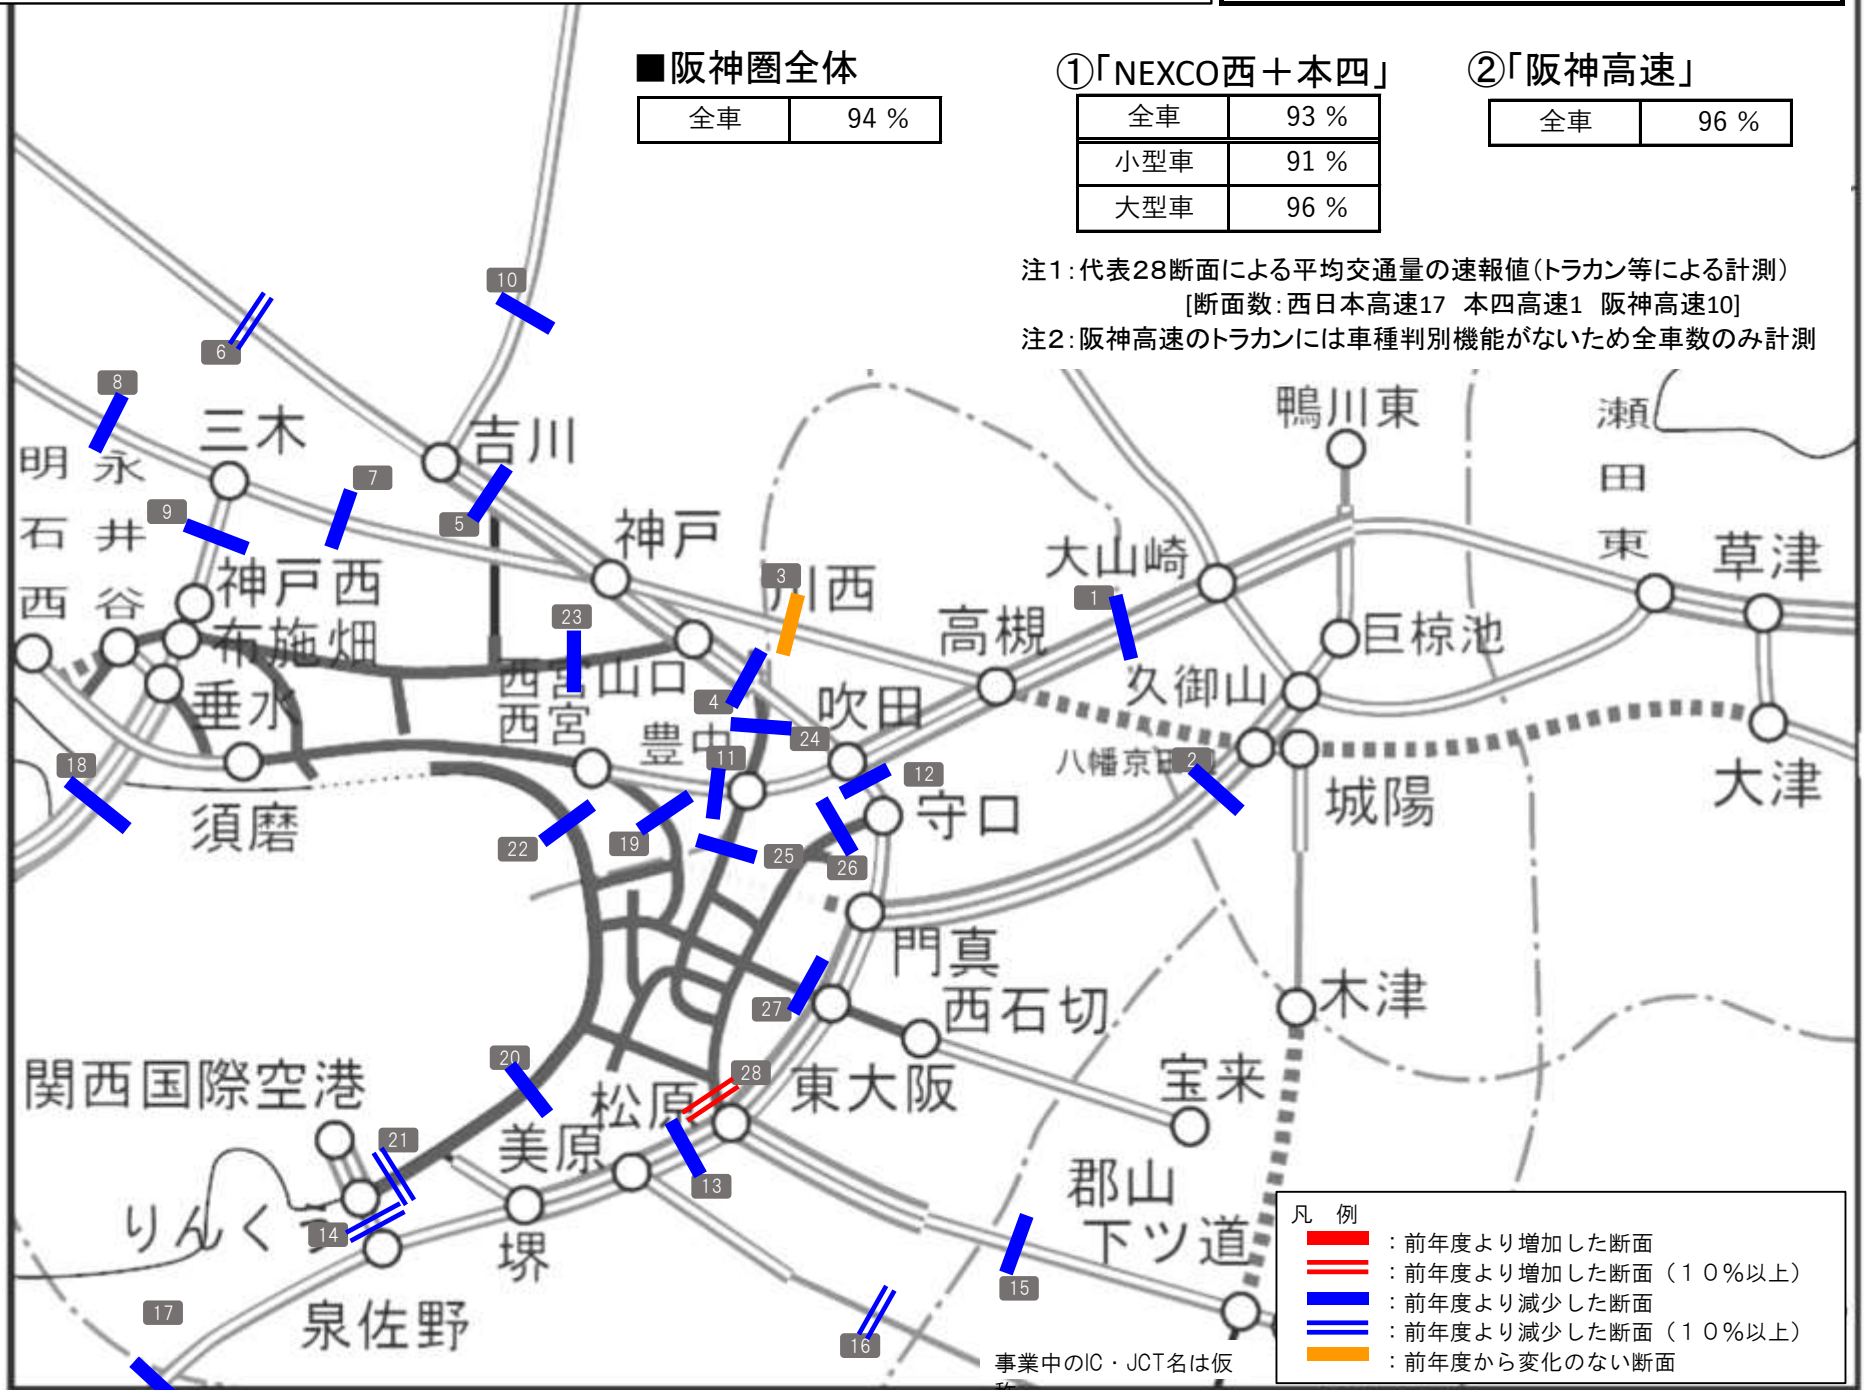 ■阪神圏全体
全車 94 %
①「NEXCO西＋本四」
全車 93 %
小型車 91 %
大型車 96 %
②「阪神高速」
全車 96 %
注1：代表28断面による平均交通量の速報値（トラカン等による計測）
[断面数：西日本高速17 本四高速1 阪神高速10]
注2：阪神高速のトラカンには車種判別機能がないため全車数のみ計測
10
6
8
三木
吉川
鴨川東
瀬田東
明石西
永井谷
7
9
5
神戸
神戸西
布施畑
3
川西
大山崎
1
草津
23
高槻
巨椋池
西宮山口
西宮
垂水
4
吹田
久御山
豊中
24
11
八幡京田
2
18
12
須磨
22
19
25
26
守口
城陽
大津
門真
27
西石切
木津
関西国際空港
20
松原
28
東大阪
宝来
21
美原
13
郡山
下ツ道
りんくう
14
堺
15
17
泉佐野
16
事業中のIC・JCT名は仮
称
凡 例
：前年度より増加した断面
：前年度より増加した断面（１０％以上）
：前年度より減少した断面
：前年度より減少した断面（１０％以上）
：前年度から変化のない断面